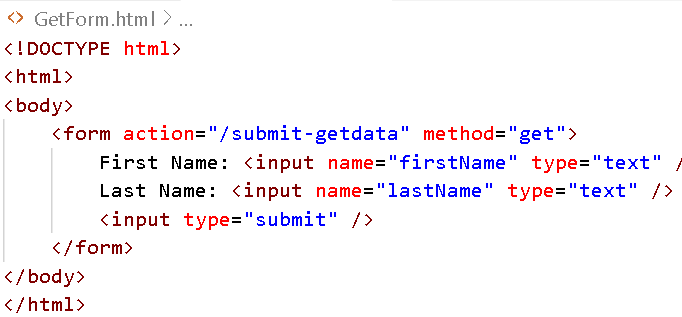 <> GetForm.html > ...
<!DOCTYPE html>
<html>
<body>
<form action="/submit-getdata" method="get">
First Name: <input name="firstName" type="text" /
Last Name: <input name="lastName" type="text" />
<input type="submit" />
</form>
</body>
</html>